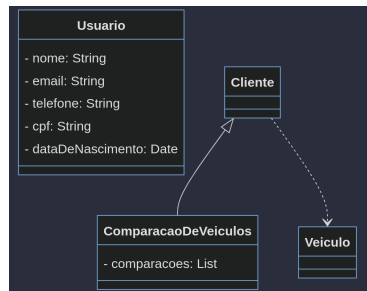 Usuario
- nome: String
- email: String
- telefone: String
- cpf: String
- dataDeNascimento: Date
Cliente
ComparacaoDeVeiculos
- comparacoes: List
Veiculo